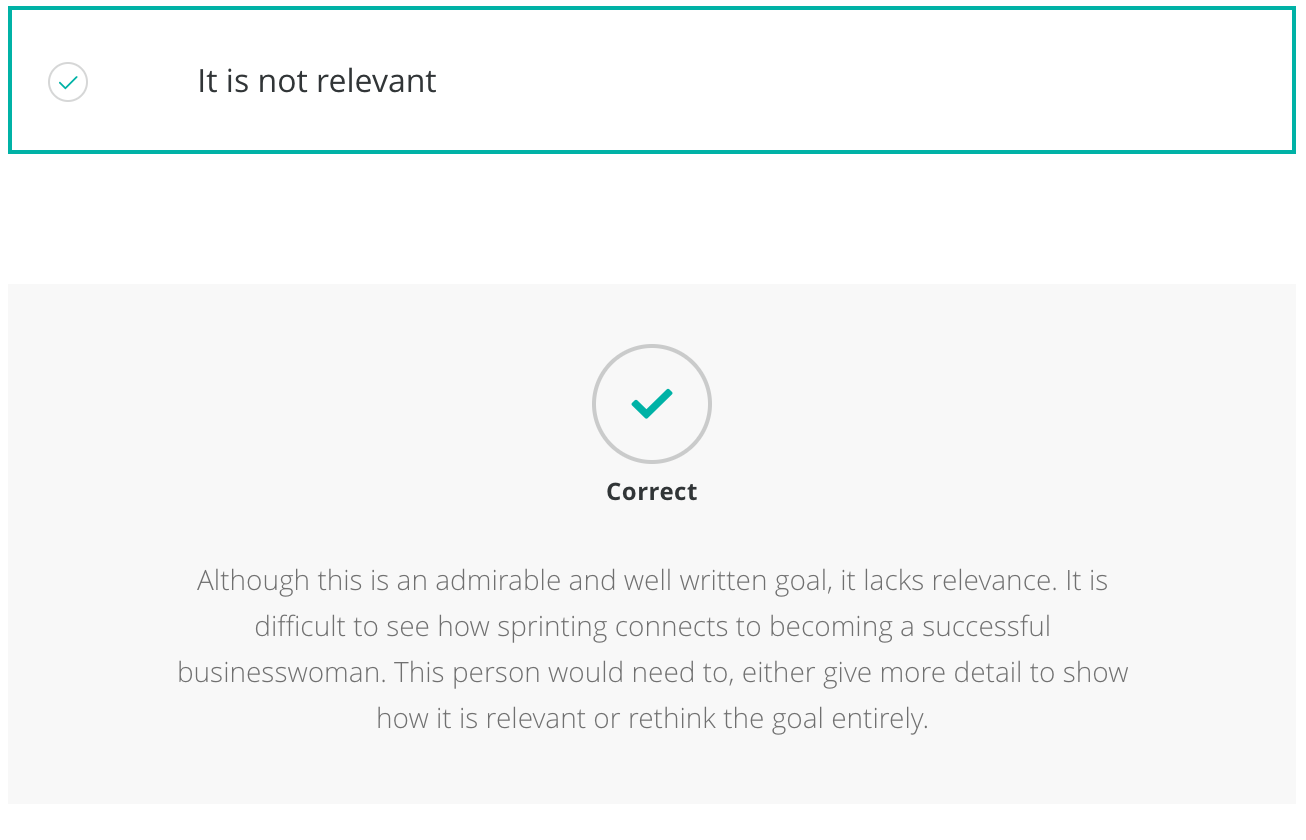 It is not relevant
Correct
Although this is an admirable and well written goal, it lacks relevance. It is
difficult to see how sprinting connects to becoming a successful
businesswoman. This person would need to, either give more detail to show
how it is relevant or rethink the goal entirely.